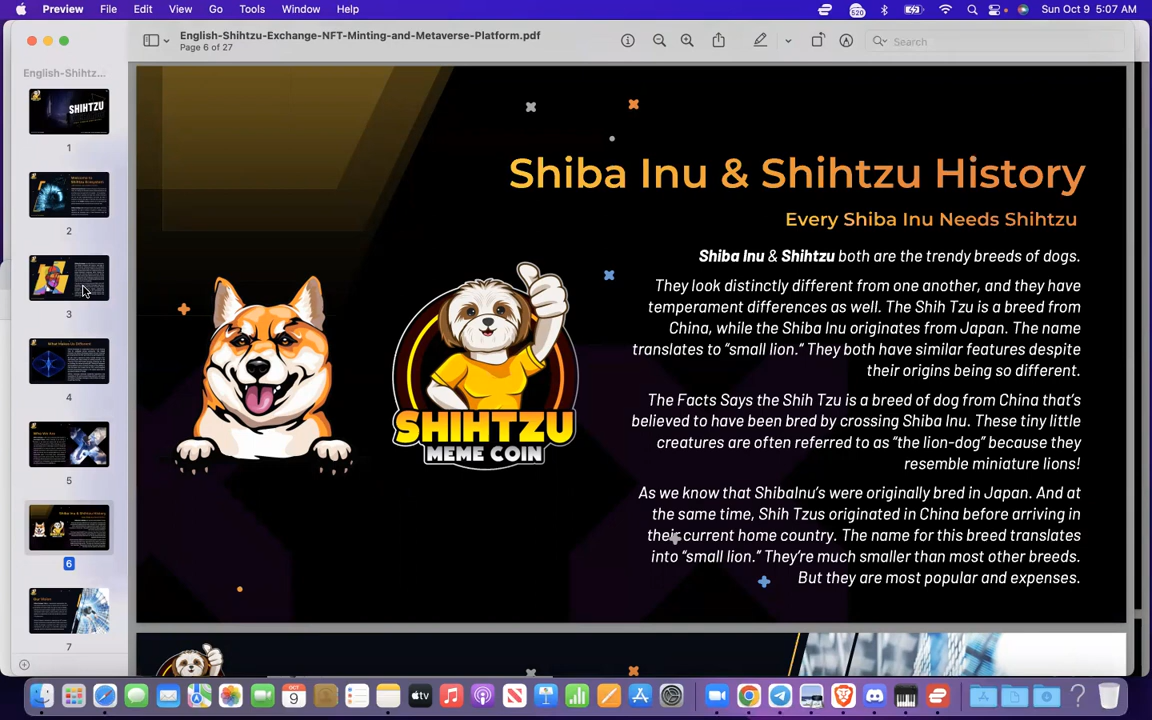 Preview File Edit View Go Tools Window Help
520
Sun Oct 9 5:07 AM
English-Shihtzu-Exchange-NFT-Minting-and-Metaverse-Platform.pdf
Page 6 of 27
Search
English-Shihtz...
SHIHTZU
1
2
3
4
5
6
7
Shiba Inu & Shihtzu History
Every Shiba Inu Needs Shihtzu
Shiba Inu & Shihtzu both are the trendy breeds of dogs.
They look distinctly different from one another, and they have
temperament differences as well. The Shih Tzu is a breed from
China, while the Shiba Inu originates from Japan. The name
translates to “small lion.” They both have similar features despite
their origins being so different.
The Facts Says the Shih Tzu is a breed of dog from China that’s
believed to have been bred by crossing Shiba Inu. These tiny little
creatures are often referred to as “the lion-dog” because they
resemble miniature lions!
As we know that ShibaInu’s were originally bred in Japan. And at
the same time, Shih Tzus originated in China before arriving in
their current home country. The name for this breed translates
into “small lion.” They’re much smaller than most other breeds.
But they are most popular and expenses.
SHIHTZU
MEME COIN
OCT
9
tv